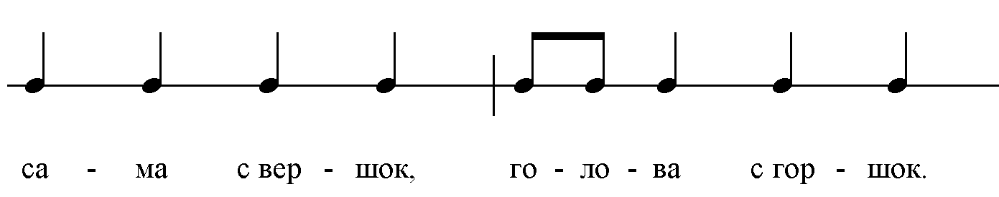 са - ма с вер - шок, го - ло - ва с гор - шок.